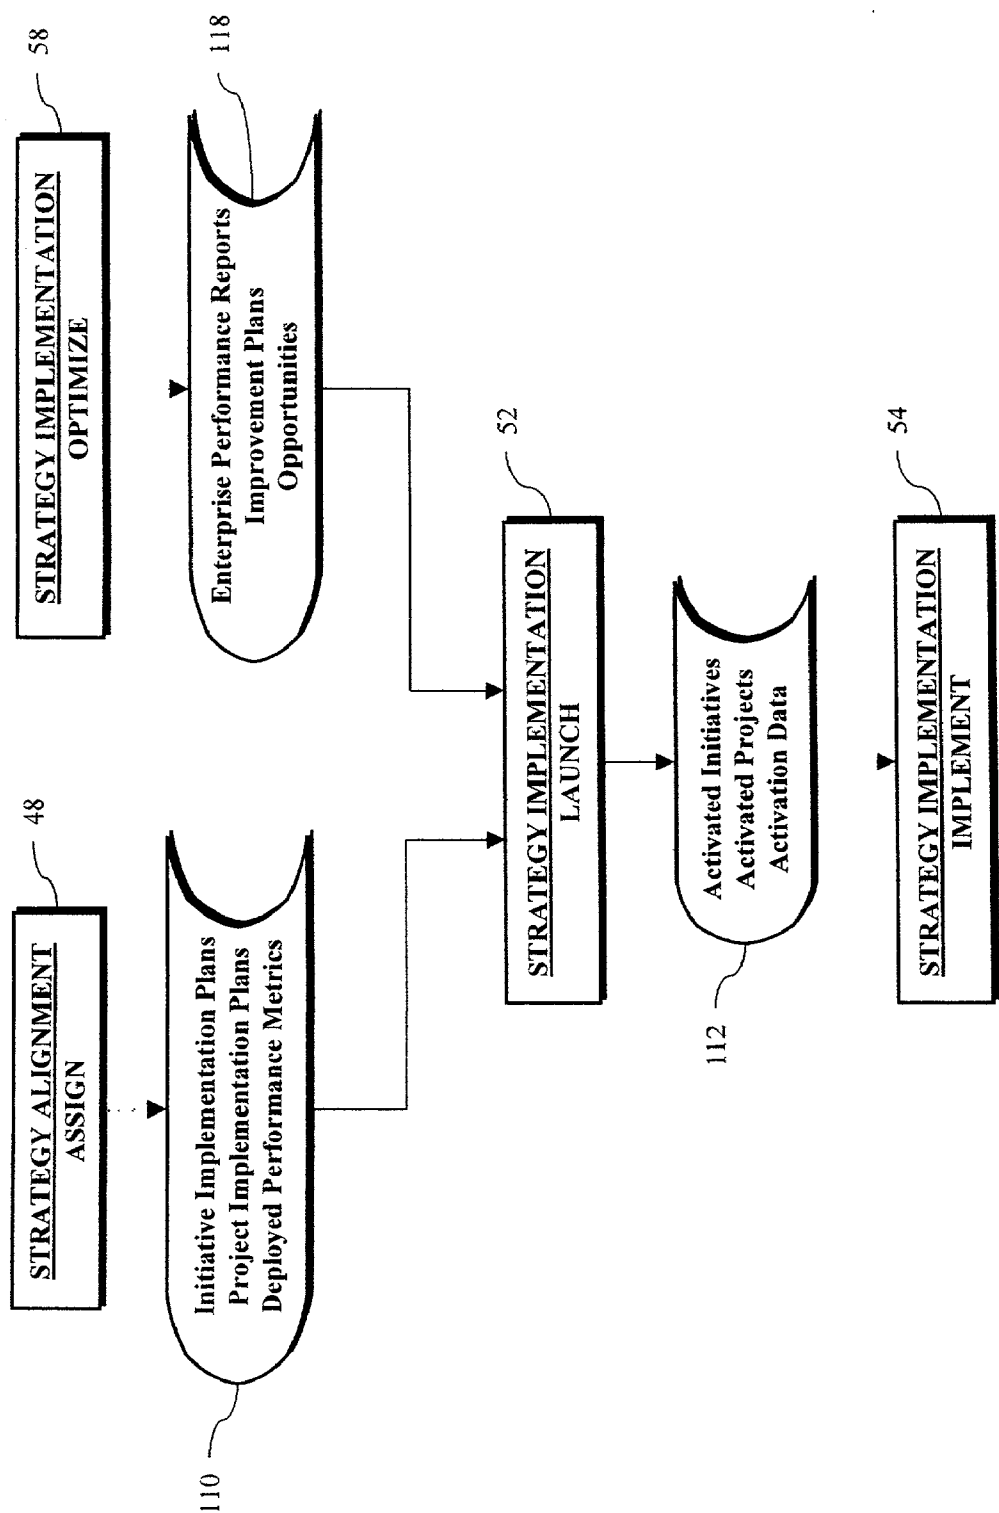 STRATEGY ALIGNMENT
ASSIGN
48
STRATEGY IMPLEMENTATION
OPTIMIZE
58
110
Initiative Implementation Plans
Project Implementation Plans
Deployed Performance Metrics
Enterprise Performance Reports
Improvement Plans
Opportunities
118
STRATEGY IMPLEMENTATION
LAUNCH
52
112
Activated Initiatives
Activated Projects
Activation Data
STRATEGY IMPLEMENTATION
IMPLEMENT
54